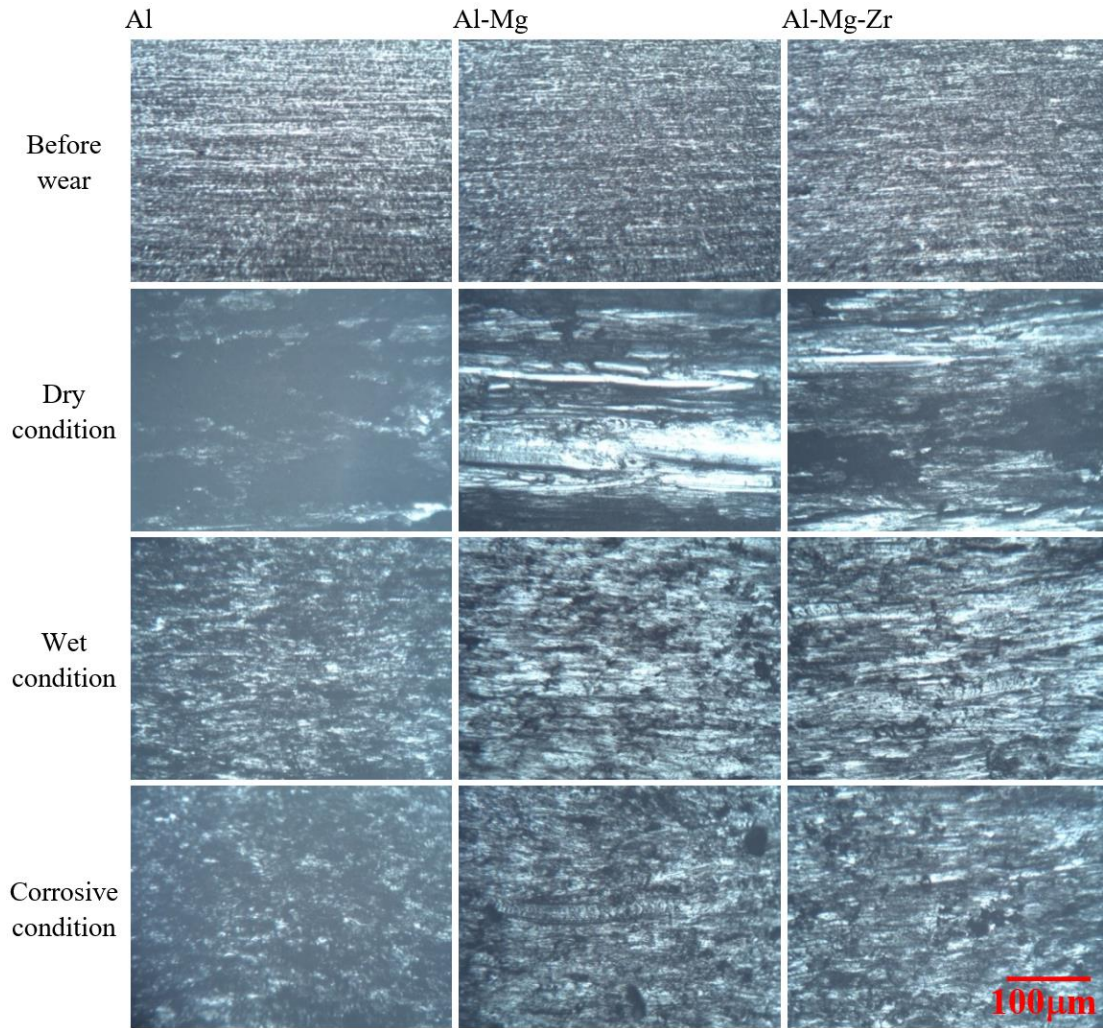 Al
Al-Mg
Al-Mg-Zr
Before
wear
Dry
condition
Wet
condition
Corrosive
condition
100μm